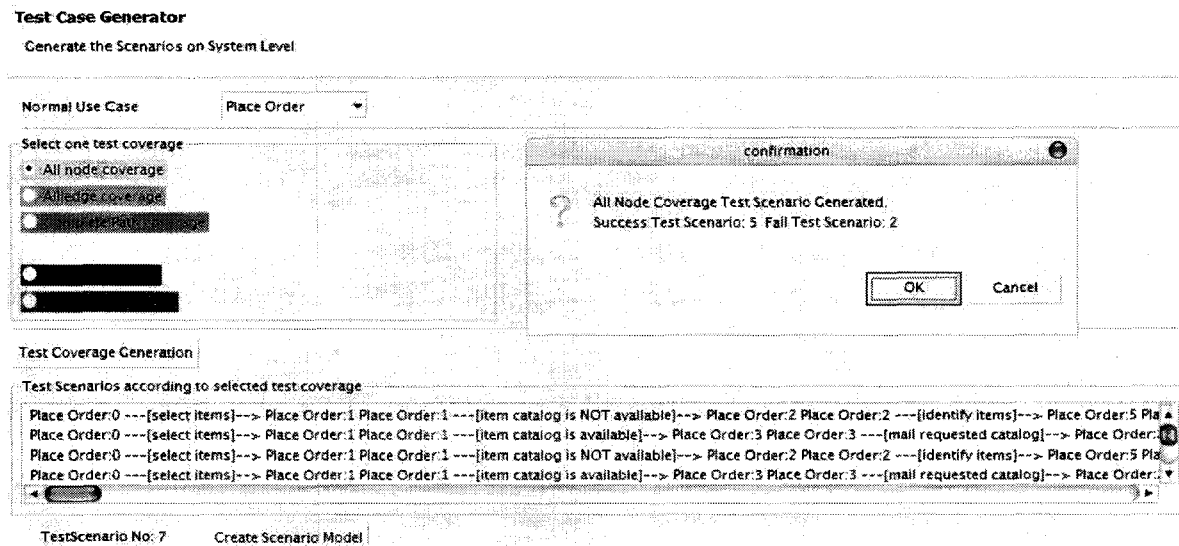 Test Case Generator
Generate the Scenarios on System Level
Normal Use Case Place Order
Select one test coverage
All node coverage
All edge coverage
Complete Path coverage
confirmation
All Node Coverage Test Scenario Generated.
Success Test Scenario: 5 Fail Test Scenario: 2
OK Cancel
Test Coverage Generation
Test Scenarios according to selected test coverage
Place Order:0 ---[select items]--> Place Order:1 Place Order:1 ---[item catalog is NOT available]--> Place Order:2 Place Order:2 ---[identify items]--> Place Order:5 Pla
Place Order:0 ---[select items]--> Place Order:1 Place Order:1 ---[item catalog is available]--> Place Order:3 Place Order:3 ---[mail requested catalog]--> Place Order:
Place Order:0 ---[select items]--> Place Order:1 Place Order:1 ---[item catalog is NOT available]--> Place Order:2 Place Order:2 ---[identify items]--> Place Order:5 Pla
Place Order:0 ---[select items]--> Place Order:1 Place Order:1 ---[item catalog is available]--> Place Order:3 Place Order:3 ---[mail requested catalog]--> Place Order:
TestScenario No: 7 Create Scenario Model